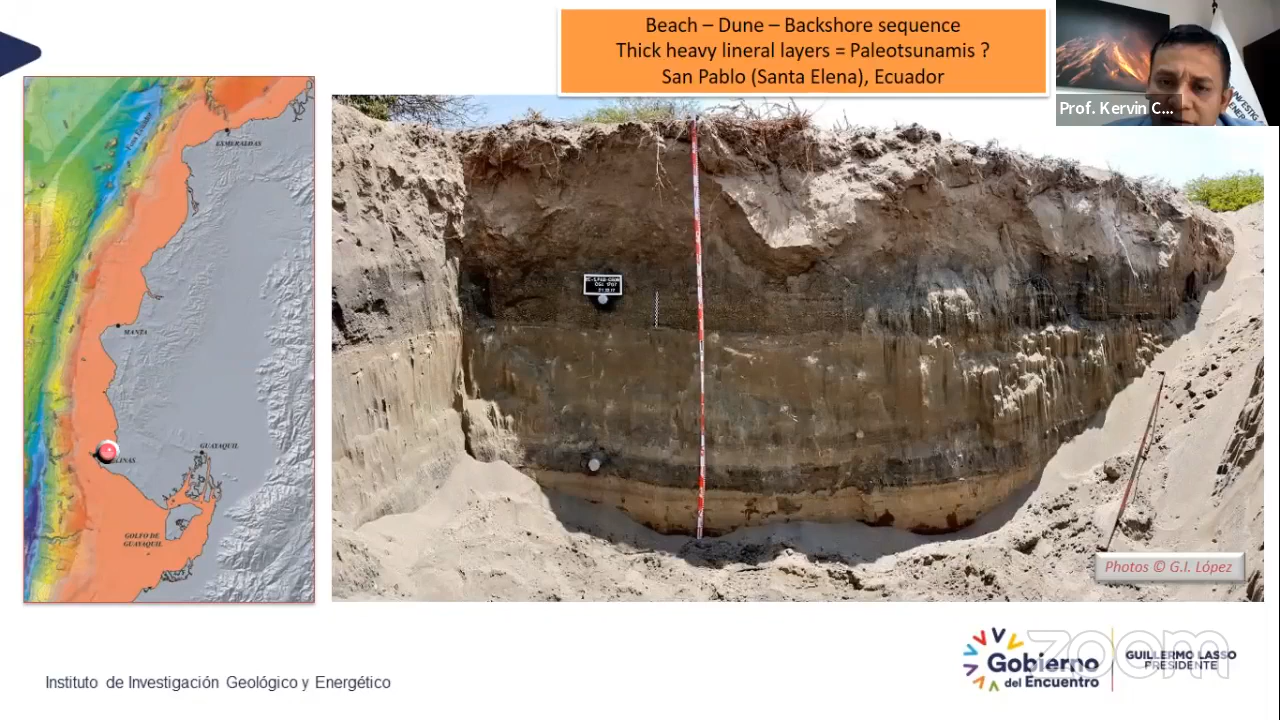 Beach – Dune – Backshore sequence
Thick heavy lineral layers = Paleotsunamis ?
San Pablo (Santa Elena), Ecuador
Prof. Kervin C...
ESMERALDAS
MANTA
GUAYAQUIL
GOLFO DE
GUAYAQUIL
Photos © G.I. López
Instituto de Investigación Geológico y Energético
Gobierno
del Encuentro
GUILLERMO LASSO
PRESIDENTE
zoom